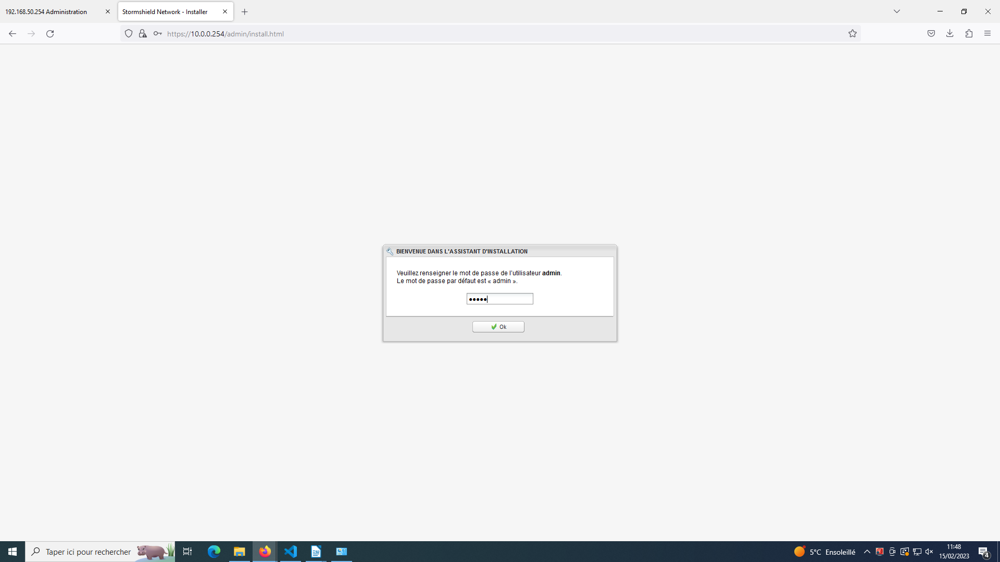 192.168.50.254 Administration
Stormshield Network - Installer
https://10.0.0.254/admin/install.html
BIENVENUE DANS L'ASSISTANT D'INSTALLATION
Veuillez renseigner le mot de passe de l'utilisateur admin.
Le mot de passe par défaut est « admin ».
●●●●●
Ok
Taper ici pour rechercher
5°C Ensoleillé
11:48
15/02/2023
4